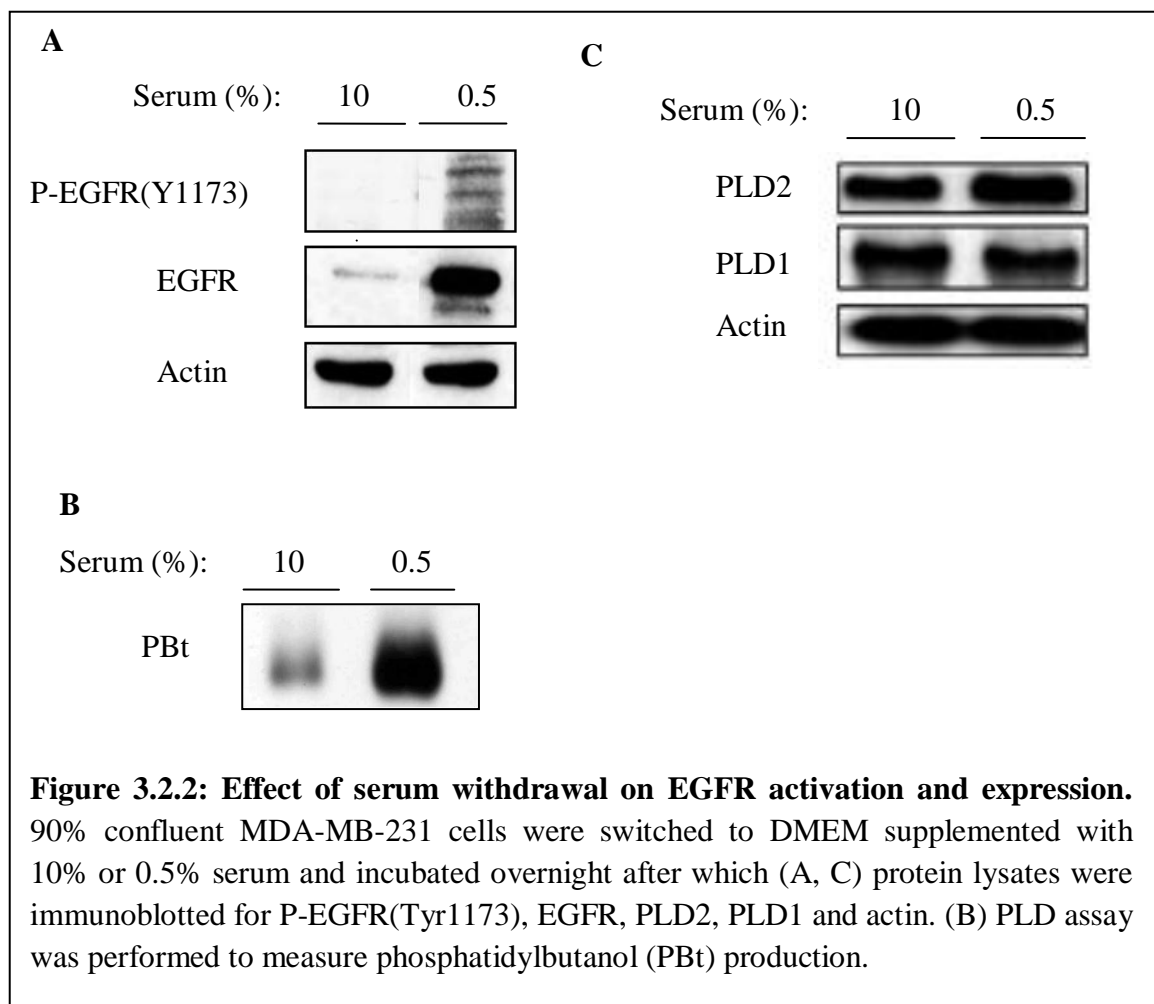 A
Serum (%): 10 0.5
P-EGFR(Y1173)
EGFR
Actin
C
Serum (%): 10 0.5
PLD2
PLD1
Actin
B
Serum (%): 10 0.5
PBt
Figure 3.2.2: Effect of serum withdrawal on EGFR activation and expression.
90% confluent MDA-MB-231 cells were switched to DMEM supplemented with
10% or 0.5% serum and incubated overnight after which (A, C) protein lysates were
immunoblotted for P-EGFR(Tyr1173), EGFR, PLD2, PLD1 and actin. (B) PLD assay
was performed to measure phosphatidylbutanol (PBt) production.